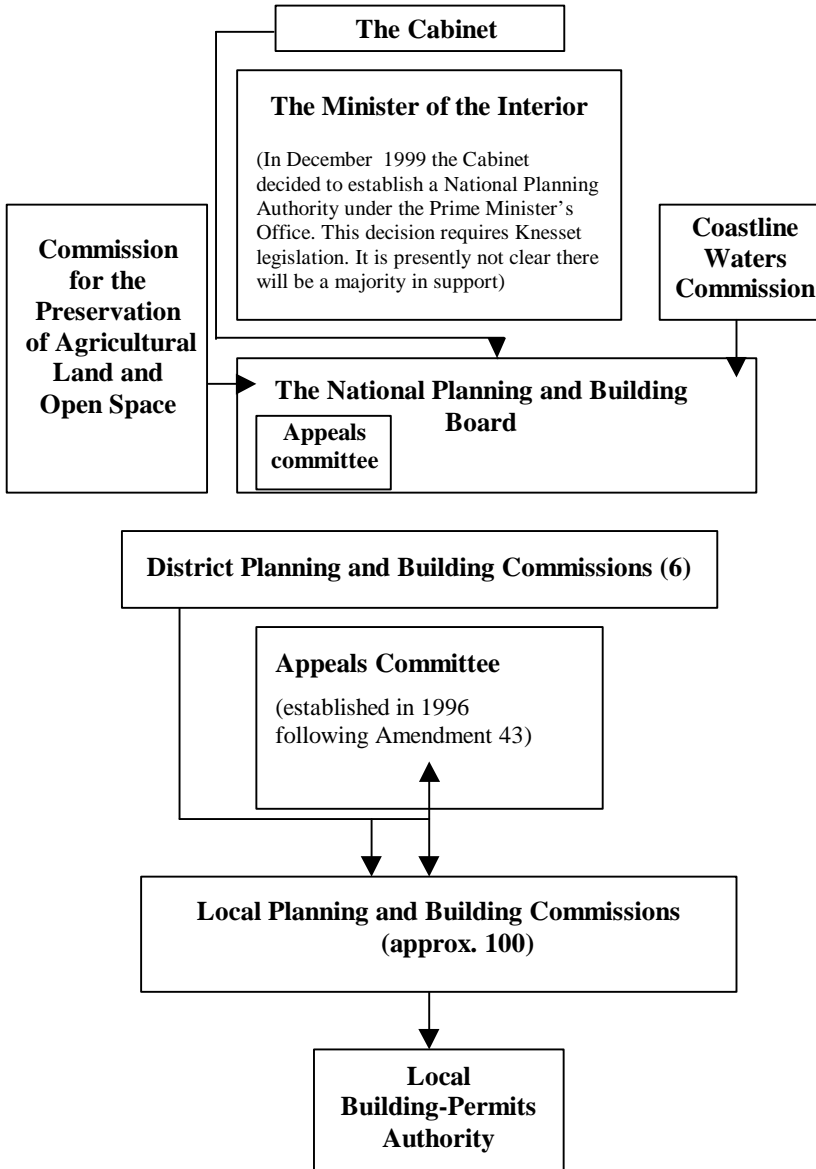 The Cabinet
The Minister of the Interior
(In December 1999 the Cabinet
decided to establish a National Planning
Authority under the Prime Minister's
Office. This decision requires Knesset
legislation. It is presently not clear there
will be a majority in support)
Commission
for the
Preservation
of Agricultural
Land and
Open Space
Coastline
Waters
Commission
The National Planning and Building
Board
Appeals
committee
District Planning and Building Commissions (6)
Appeals Committee
(established in 1996
following Amendment 43)
Local Planning and Building Commissions
(approx. 100)
Local
Building-Permits
Authority